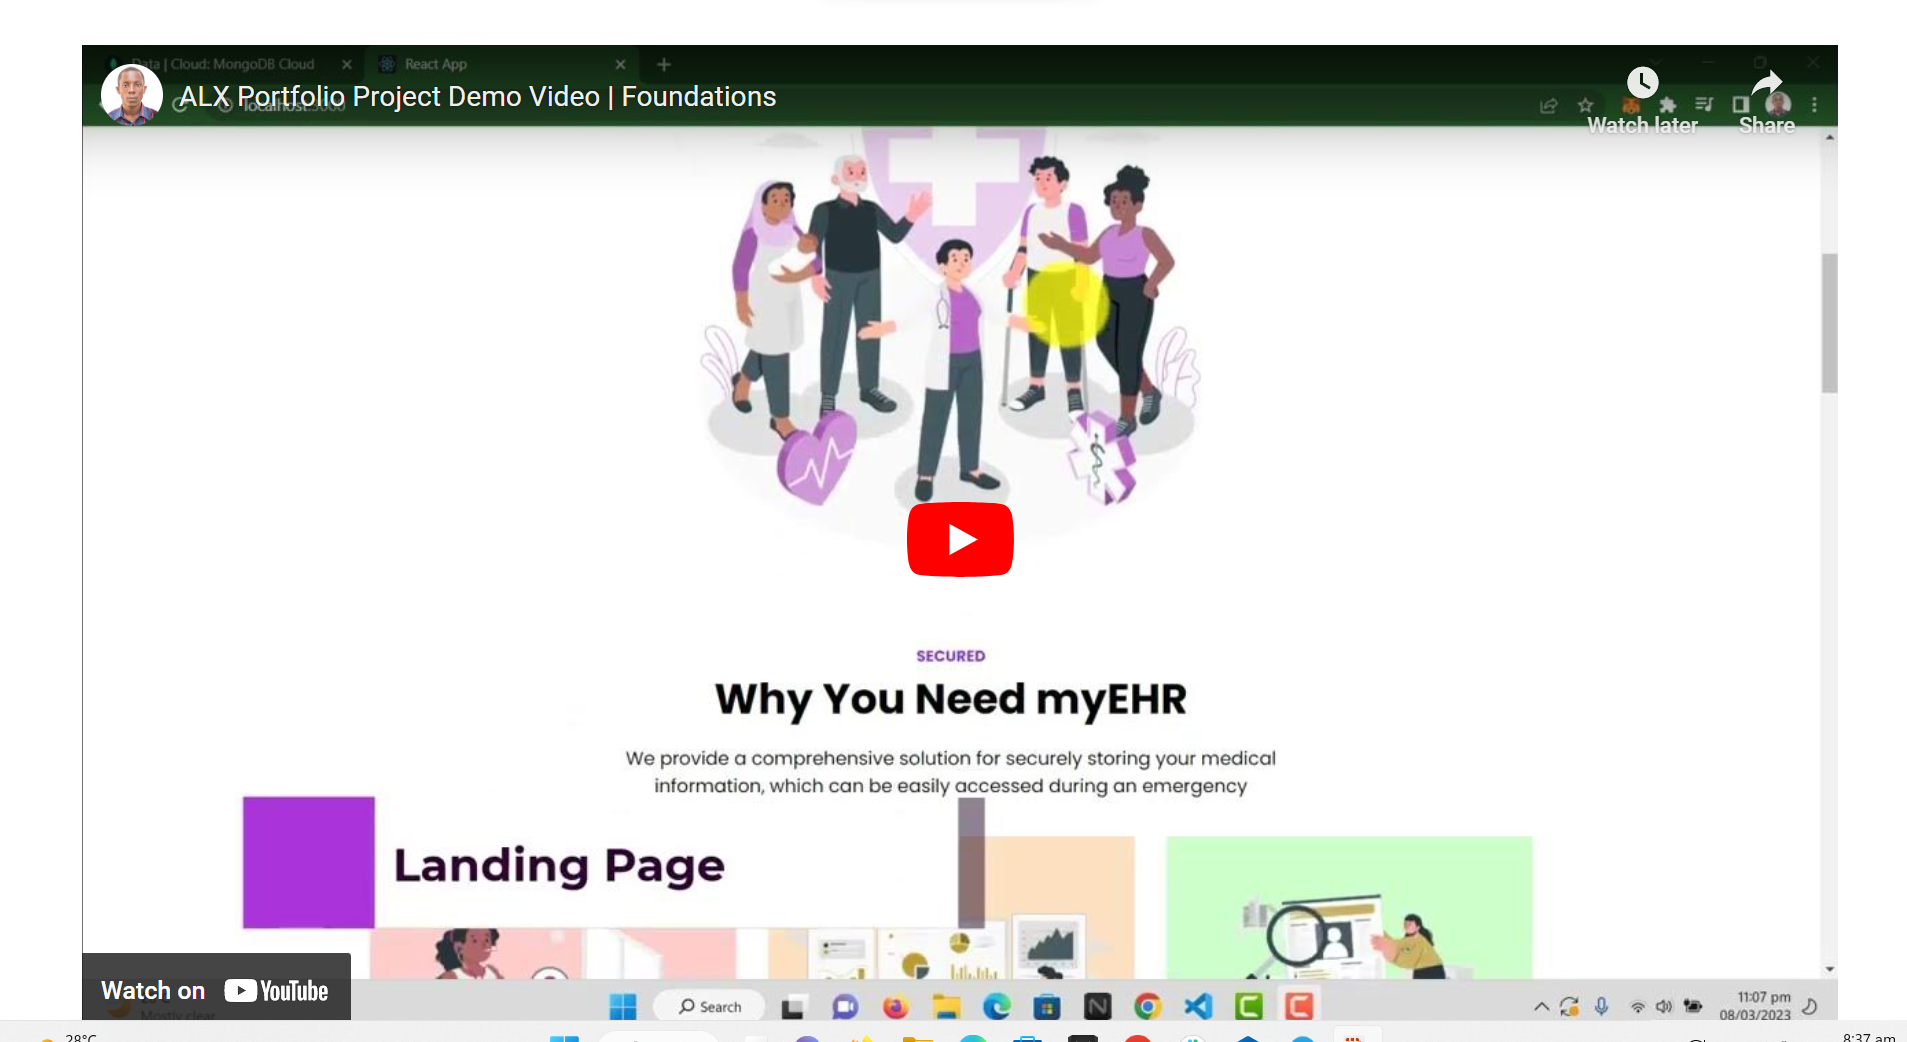 Data | Cloud: MongoDB Cloud
React App
ALX Portfolio Project Demo Video | Foundations
localhost:3000
Watch later
Share
SECURED
Why You Need myEHR
We provide a comprehensive solution for securely storing your medical
information, which can be easily accessed during an emergency
Landing Page
Watch on YouTube
Mostly clear
Search
11:07 pm
08/03/2023
28°C
8:37 am